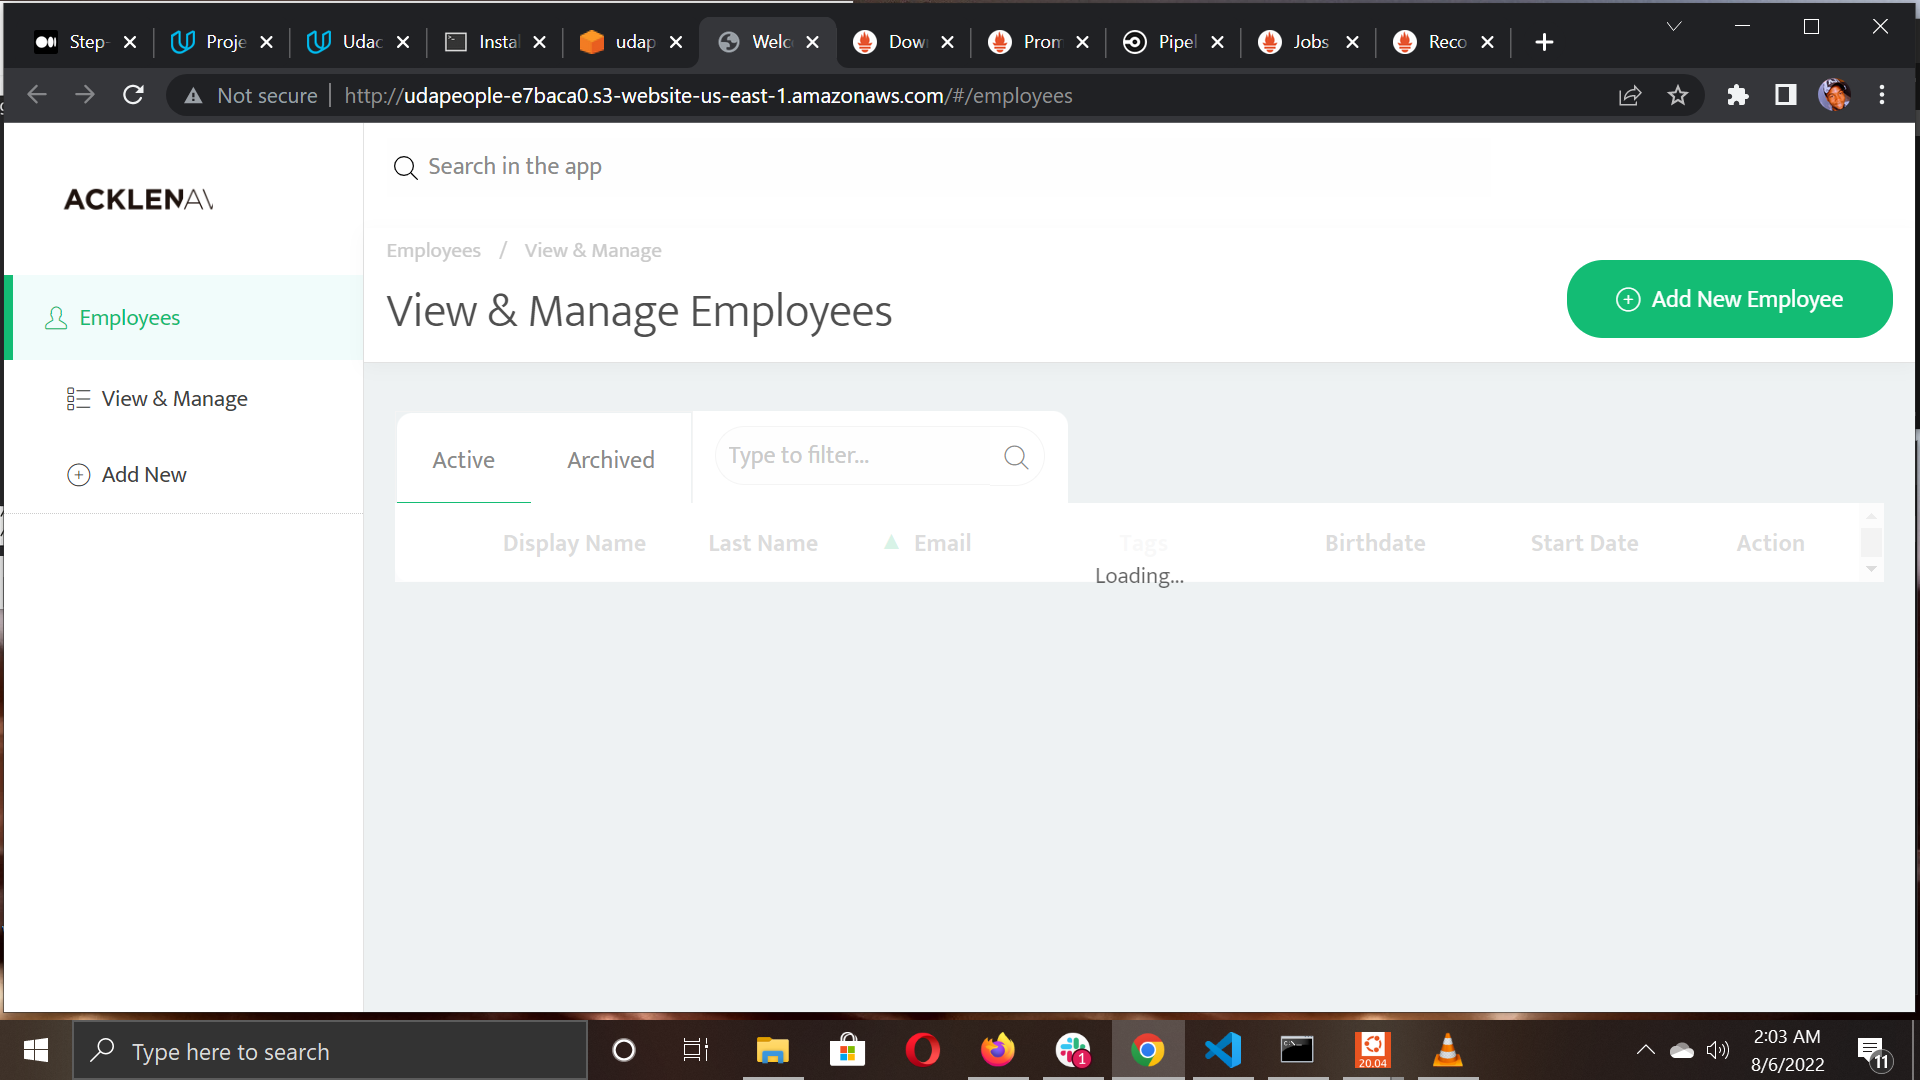 Step- Proje Udac Instal udap Welc Dow Prom Pipel Jobs Reco
Not secure http://udapeople-e7baca0.s3-website-us-east-1.amazonaws.com/#/employees
ACKLENAV
Search in the app
Employees / View & Manage
View & Manage Employees
Add New Employee
Employees
View & Manage
Add New
Active Archived Type to filter...
Display Name Last Name Email Tags Birthdate Start Date Action
Loading...
Type here to search
1
20.04
2:03 AM
8/6/2022
11